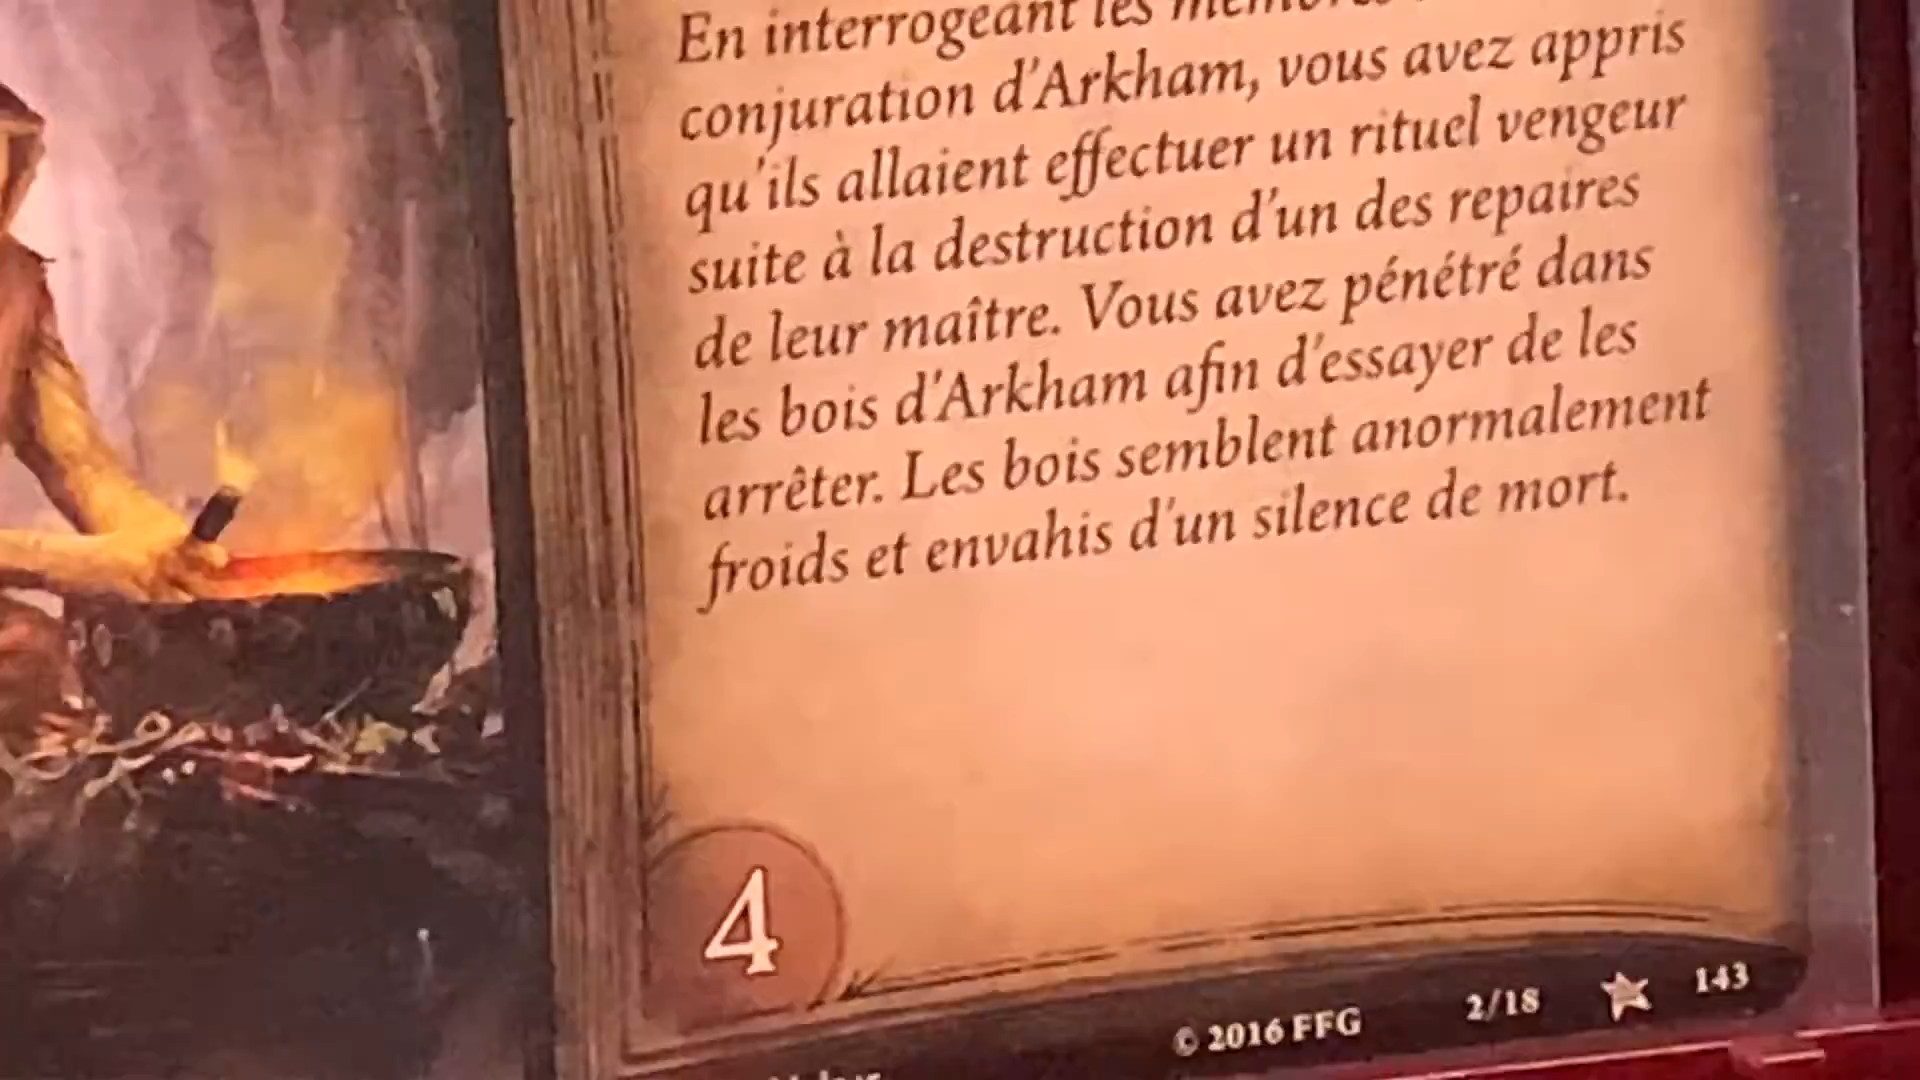 En interrogeant les
conjuration d'Arkham, vous avez appris
qu'ils allaient effectuer un rituel vengeur
suite à la destruction d'un des repaires
de leur maître. Vous avez pénétré dans
les bois d'Arkham afin d'essayer de les
arrêter. Les bois semblent anormalement
froids et envahis d'un silence de mort.
4
© 2016 FFG 2/18 143